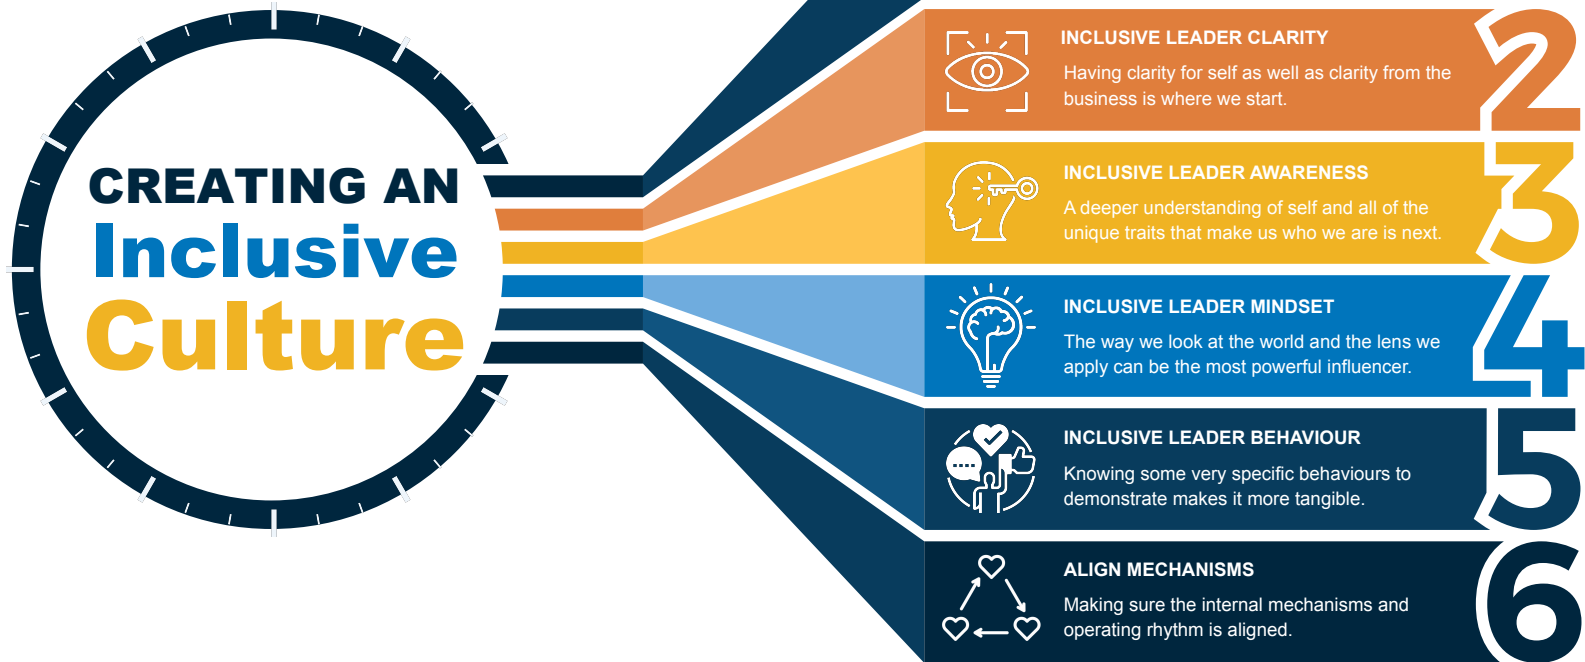 CREATING AN
Inclusive
Culture
INCLUSIVE LEADER CLARITY
Having clarity for self as well as clarity from the
business is where we start.
2
INCLUSIVE LEADER AWARENESS
A deeper understanding of self and all of the
unique traits that make us who we are is next.
3
INCLUSIVE LEADER MINDSET
The way we look at the world and the lens we
apply can be the most powerful influencer.
4
INCLUSIVE LEADER BEHAVIOUR
Knowing some very specific behaviours to
demonstrate makes it more tangible.
5
ALIGN MECHANISMS
Making sure the internal mechanisms and
operating rhythm is aligned.
6